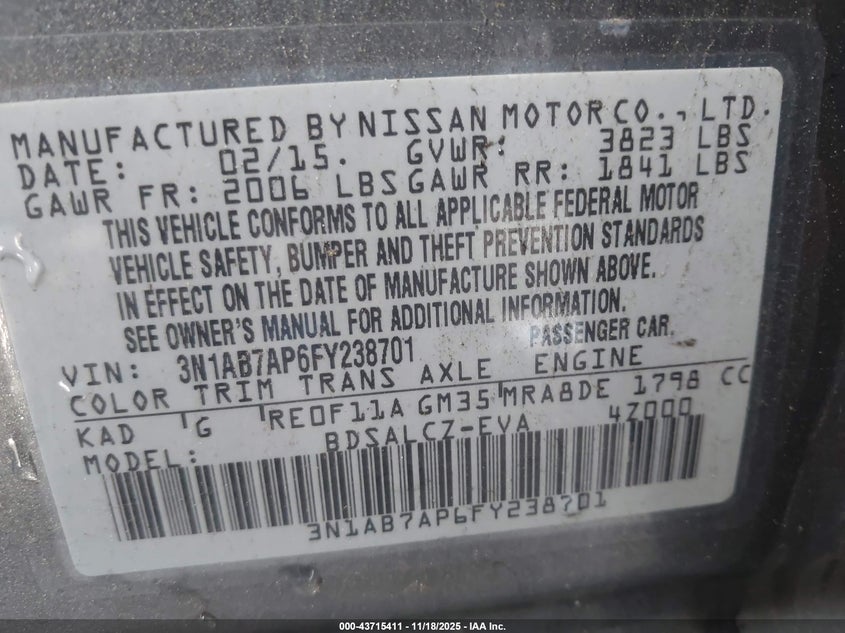 MANUFACTURED BY NISSAN MOTOR CO., LTD.
DATE: 02/15. GVWR: 3823 LBS
GAWR FR: 2006 LBS GAWR RR: 1841 LBS
THIS VEHICLE CONFORMS TO ALL APPLICABLE FEDERAL MOTOR
VEHICLE SAFETY, BUMPER AND THEFT PREVENTION STANDARDS
IN EFFECT ON THE DATE OF MANUFACTURE SHOWN ABOVE.
SEE OWNER'S MANUAL FOR ADDITIONAL INFORMATION.
VIN: 3N1AB7AP6FY238701 PASSENGER CAR.
COLOR TRIM TRANS AXLE ENGINE
KAD G RE0F11A GM35 MRA8DE 1798 CC
MODEL: BDSALCZ-EVA 4Z000
3N1AB7AP6FY238701
000-43715411 - 11/18/2025 - IAA Inc.